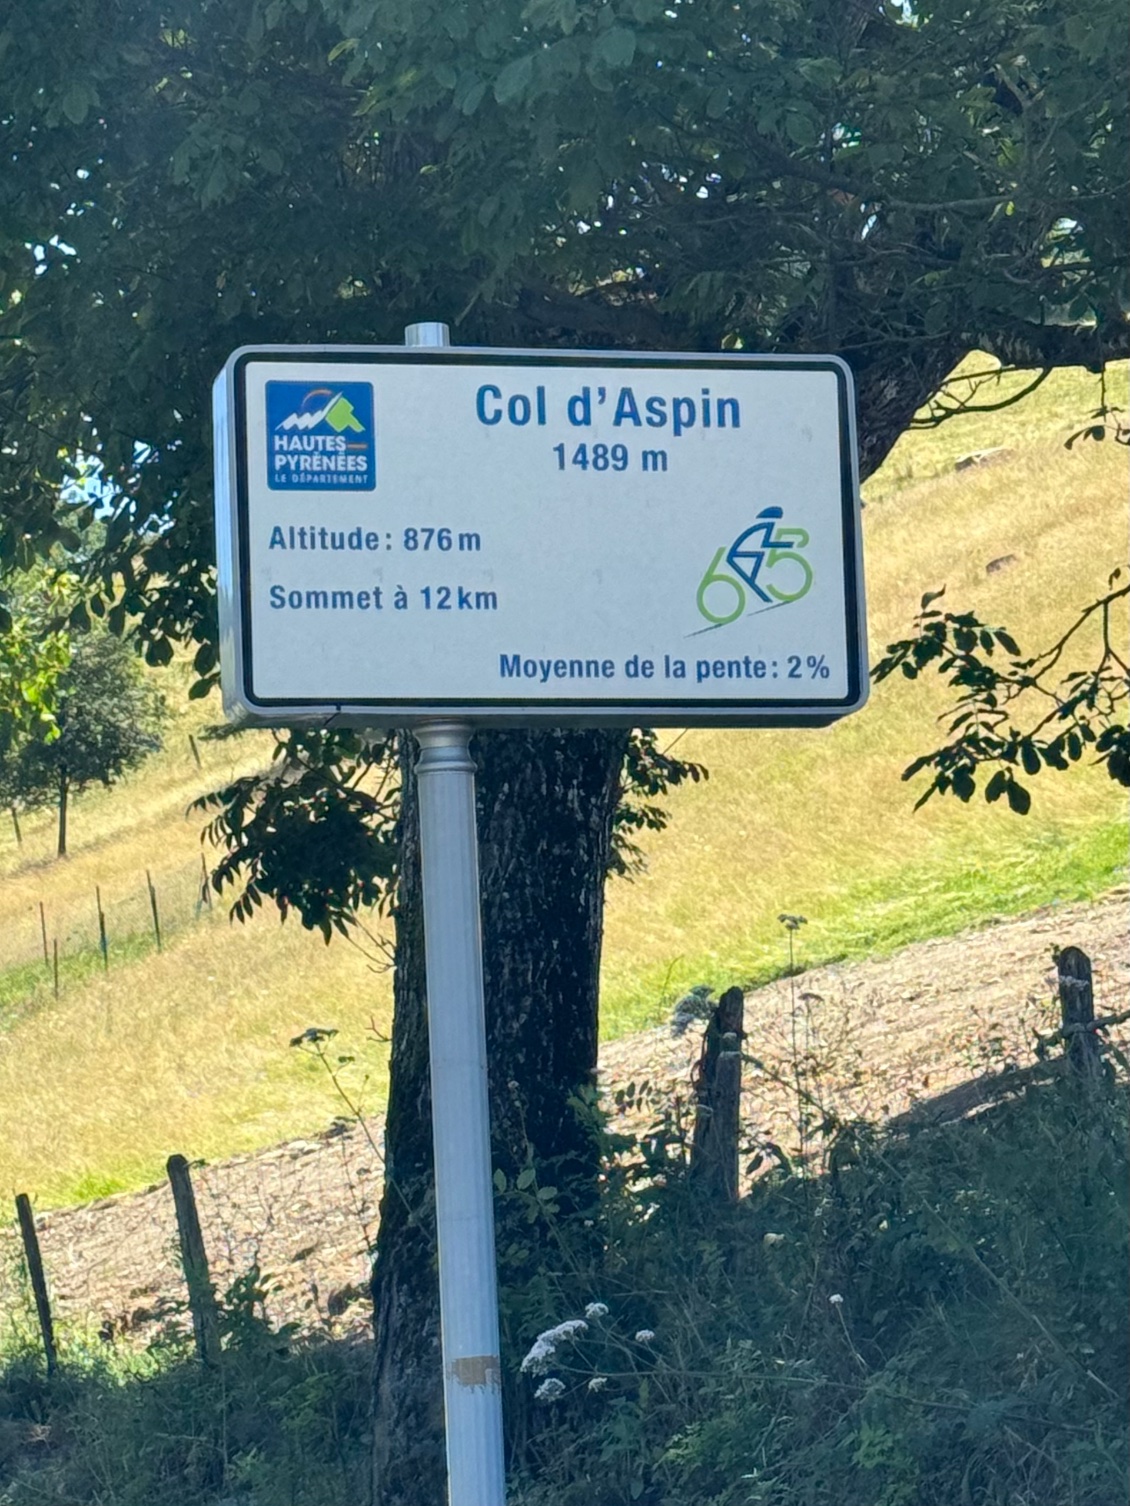 HAUTES
PYRÉNÉES
LE DÉPARTEMENT
Col d'Aspin
1489 m
Altitude : 876 m
Sommet à 12 km
65
Moyenne de la pente : 2 %